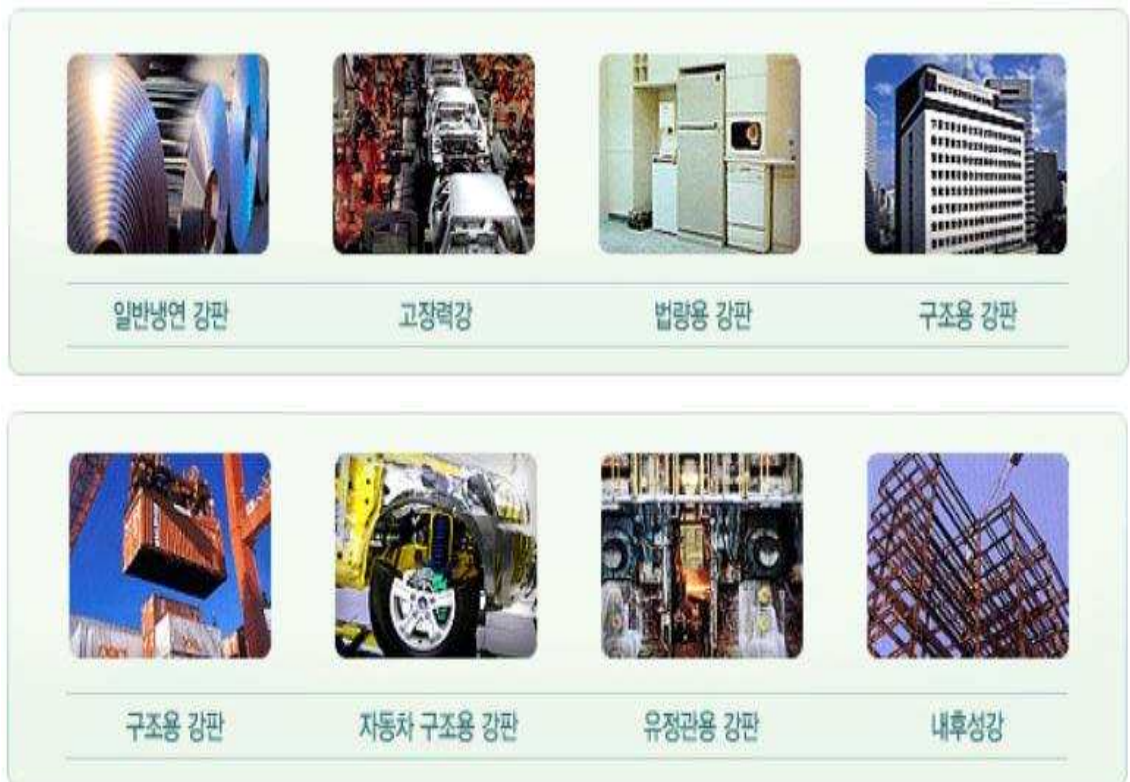 일반냉연 강판
고장력강
법랑용 강판
구조용 강판
구조용 강판
자동차 구조용 강판
유정관용 강판
내후성강